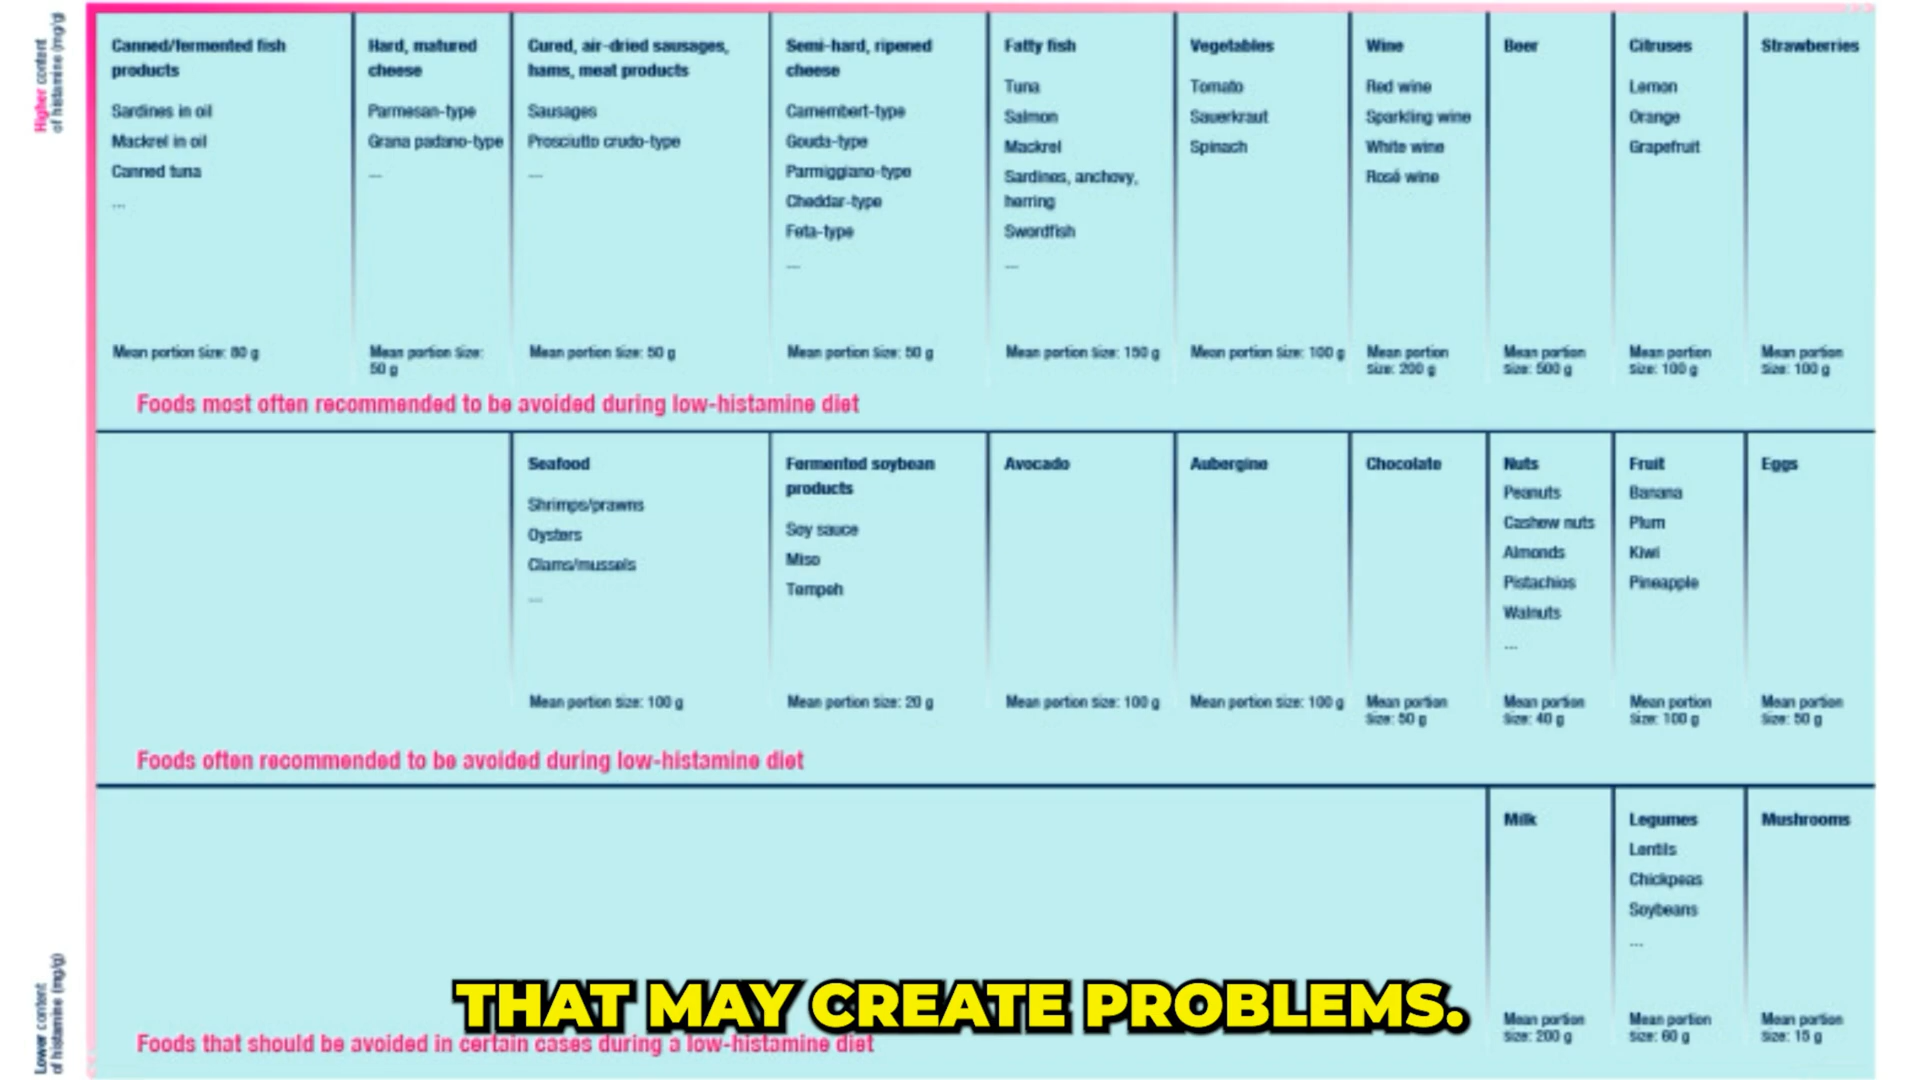 Higher content
of histamine (mg/g)
Canned/fermented fish
products
Sardines in oil
Mackrel in oil
Canned tuna
...
Mean portion size: 80 g
Hard, matured
cheese
Parmesan-type
Grana padano-type
...
Mean portion size:
50 g
Cured, air-dried sausages,
hams, meat products
Sausages
Prosciutto crudo-type
...
Mean portion size: 50 g
Semi-hard, ripened
cheese
Camembert-type
Gouda-type
Parmiggiano-type
Cheddar-type
Feta-type
...
Mean portion size: 50 g
Fatty fish
Tuna
Salmon
Mackrel
Sardines, anchovy,
herring
Swordfish
...
Mean portion size: 150 g
Vegetables
Tomato
Sauerkraut
Spinach
Mean portion size: 100 g
Wine
Red wine
Sparkling wine
White wine
Rosé wine
Mean portion
size: 200 g
Beer
Mean portion
size: 500 g
Citruses
Lemon
Orange
Grapefruit
Mean portion
size: 100 g
Strawberries
Mean portion
size: 100 g
Foods most often recommended to be avoided during low-histamine diet
Seafood
Shrimps/prawns
Oysters
Clams/mussels
...
Mean portion size: 100 g
Fermented soybean
products
Soy sauce
Miso
Tempeh
Mean portion size: 20 g
Avocado
Mean portion size: 100 g
Aubergine
Mean portion size: 100 g
Chocolate
Mean portion
size: 50 g
Nuts
Peanuts
Cashew nuts
Almonds
Pistachios
Walnuts
...
Mean portion
size: 40 g
Fruit
Banana
Plum
Kiwi
Pineapple
Mean portion
size: 100 g
Eggs
Mean portion
size: 50 g
Foods often recommended to be avoided during low-histamine diet
Milk
Mean portion
size: 200 g
Legumes
Lentils
Chickpeas
Soybeans
...
Mean portion
size: 60 g
Mushrooms
Mean portion
size: 15 g
THAT MAY CREATE PROBLEMS.
Foods that should be avoided in certain cases during a low-histamine diet
Lower content
of histamine (mg/g)